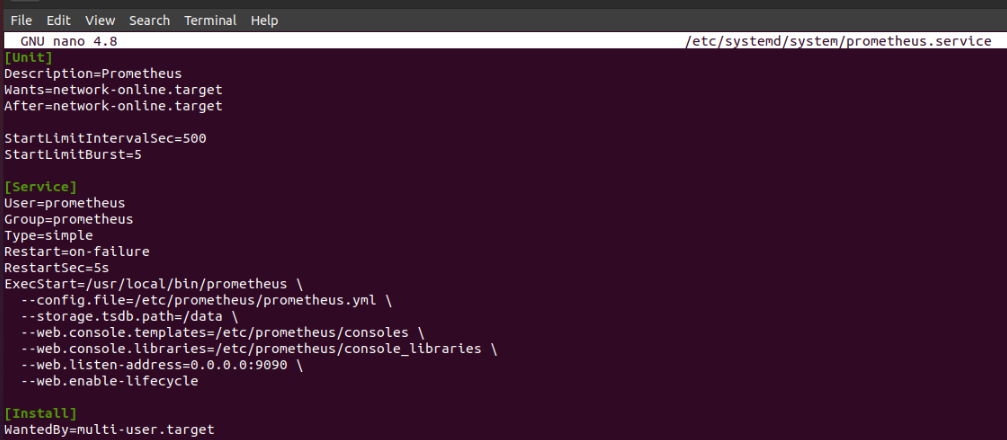 File Edit View Search Terminal Help
GNU nano 4.8 /etc/systemd/system/prometheus.service
[Unit]
Description=Prometheus
Wants=network-online.target
After=network-online.target
StartLimitIntervalSec=500
StartLimitBurst=5
[Service]
User=prometheus
Group=prometheus
Type=simple
Restart=on-failure
RestartSec=5s
ExecStart=/usr/local/bin/prometheus \
--config.file=/etc/prometheus/prometheus.yml \
--storage.tsdb.path=/data \
--web.console.templates=/etc/prometheus/consoles \
--web.console.libraries=/etc/prometheus/console_libraries \
--web.listen-address=0.0.0.0:9090 \
--web.enable-lifecycle
[Install]
WantedBy=multi-user.target